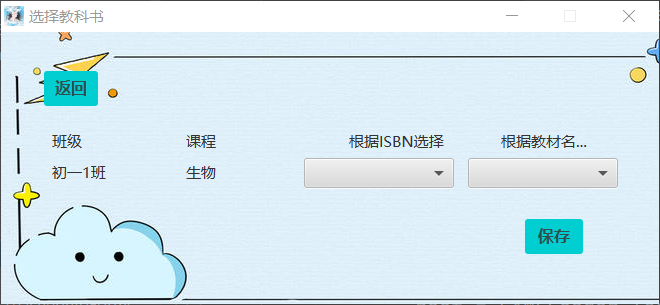 选择教科书
返回
班级 课程 根据ISBN选择 根据教材名...
初一1班 生物
保存